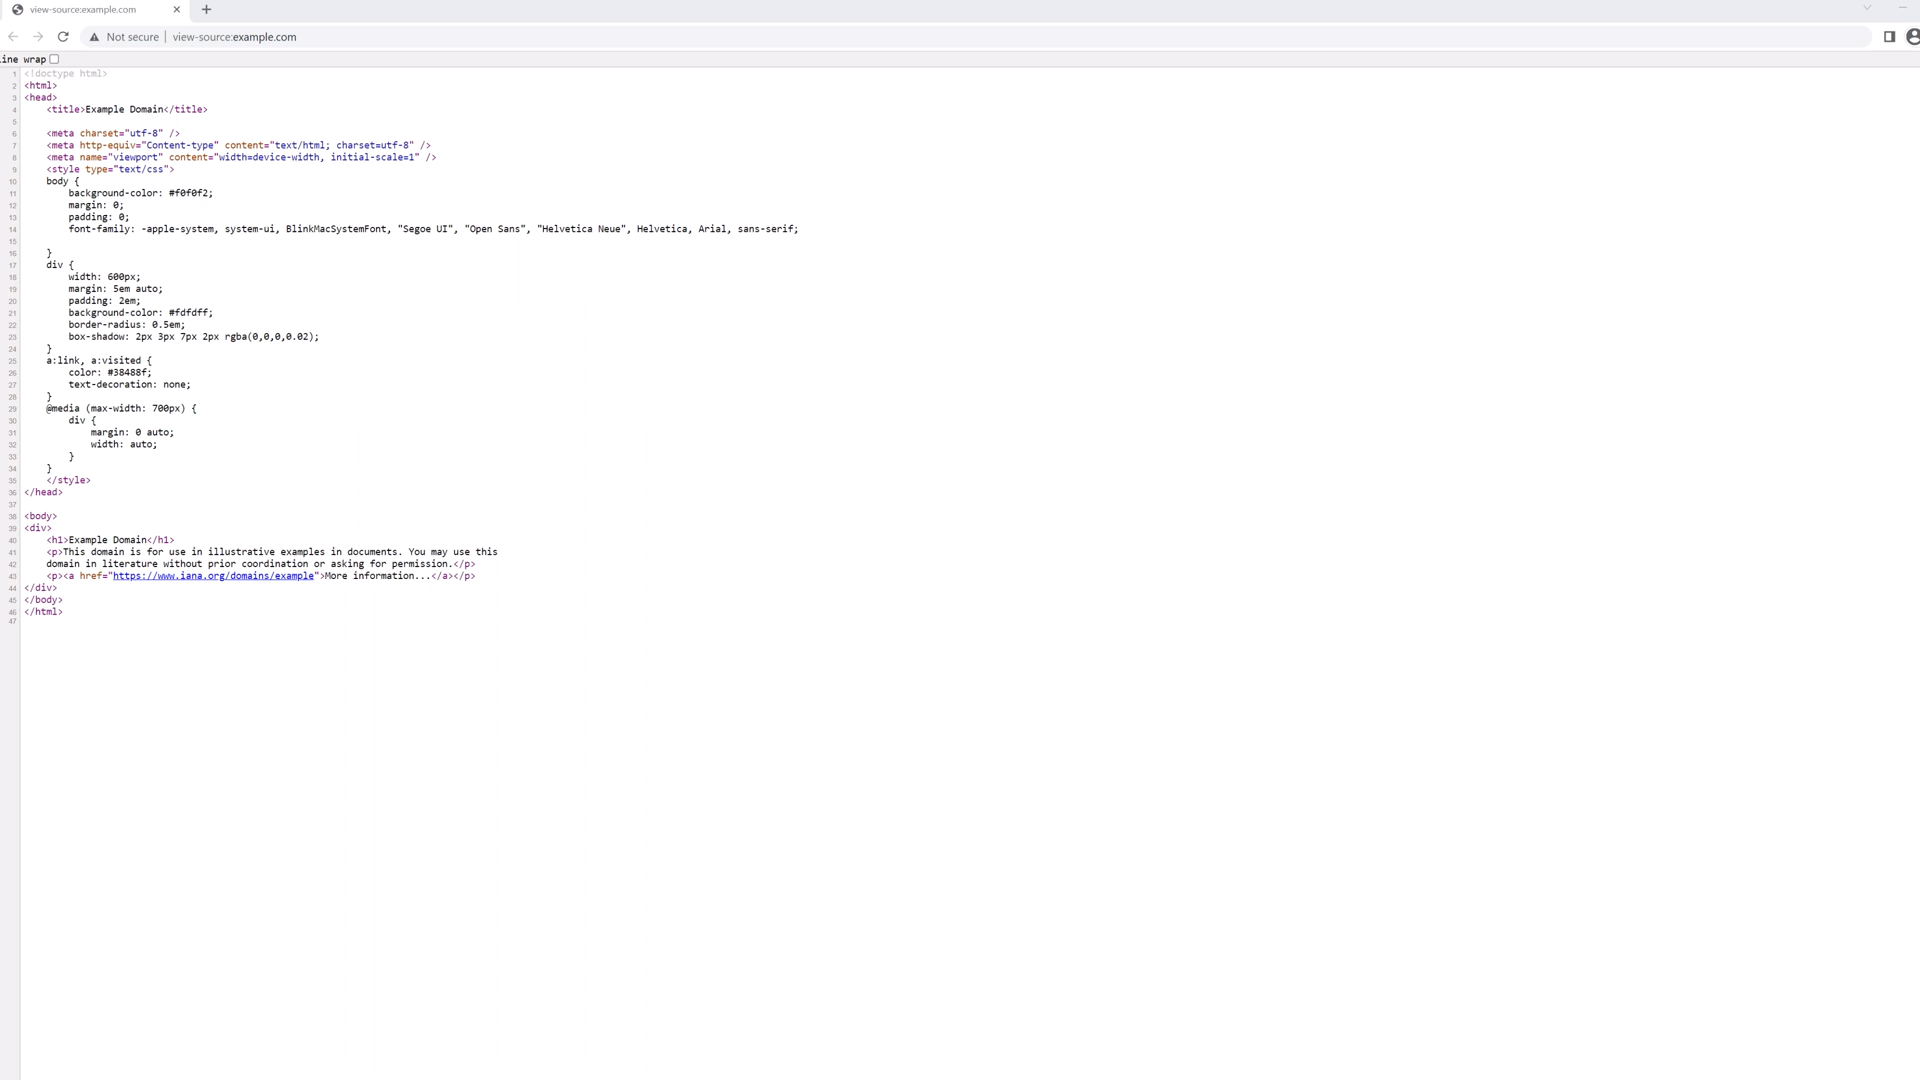 view-source:example.com
Not secure | view-source:example.com
ine wrap
1 <!doctype html>
2 <html>
3 <head>
4     <title>Example Domain</title>
5
6     <meta charset="utf-8" />
7     <meta http-equiv="Content-type" content="text/html; charset=utf-8" />
8     <meta name="viewport" content="width=device-width, initial-scale=1" />
9     <style type="text/css">
10     body {
11         background-color: #f0f0f2;
12         margin: 0;
13         padding: 0;
14         font-family: -apple-system, system-ui, BlinkMacSystemFont, "Segoe UI", "Open Sans", "Helvetica Neue", Helvetica, Arial, sans-serif;
15
16     }
17     div {
18         width: 600px;
19         margin: 5em auto;
20         padding: 2em;
21         background-color: #fdfdff;
22         border-radius: 0.5em;
23         box-shadow: 2px 3px 7px 2px rgba(0,0,0,0.02);
24     }
25     a:link, a:visited {
26         color: #38488f;
27         text-decoration: none;
28     }
29     @media (max-width: 700px) {
30         div {
31             margin: 0 auto;
32             width: auto;
33         }
34     }
35     </style>
36 </head>
37
38 <body>
39 <div>
40     <h1>Example Domain</h1>
41     <p>This domain is for use in illustrative examples in documents. You may use this
42     domain in literature without prior coordination or asking for permission.</p>
43     <p><a href="https://www.iana.org/domains/example">More information...</a></p>
44 </div>
45 </body>
46 </html>
47